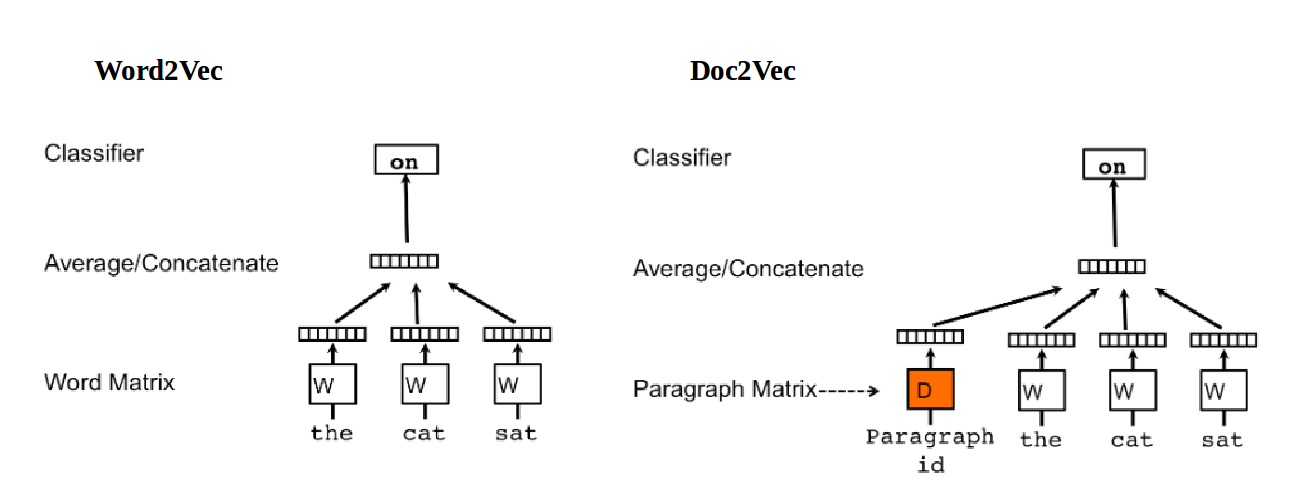 Word2Vec
Classifier
on
Average/Concatenate
Word Matrix
W W W
the cat sat
Doc2Vec
Classifier
on
Average/Concatenate
Paragraph Matrix
D W W W
Paragraph the cat sat
id